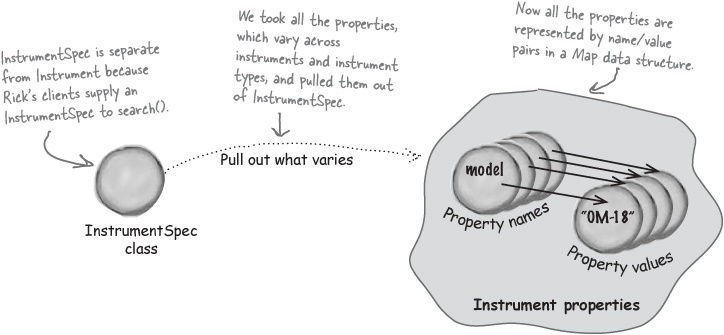 InstrumentSpec is separate
from Instrument because
Rick's clients supply an
InstrumentSpec to search().
We took all the properties,
which vary across
instruments and instrument
types, and pulled them out
of InstrumentSpec.
Now all the properties are
represented by name/value
pairs in a Map data structure.
Pull out what varies
InstrumentSpec
class
model
Property names
"OM-18"
Property values
Instrument properties